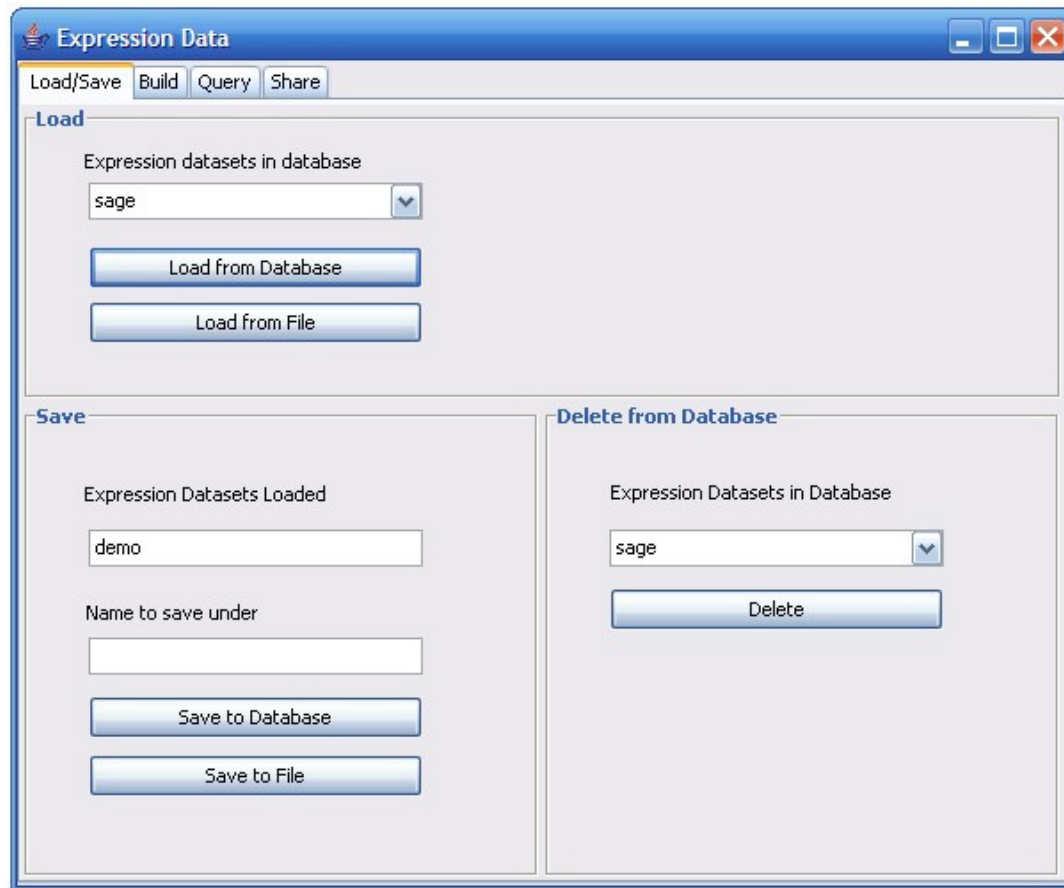 Expression Data
Load/Save Build Query Share
Load
Expression datasets in database
sage
Load from Database
Load from File
Save
Expression Datasets Loaded
demo
Name to save under
Save to Database
Save to File
Delete from Database
Expression Datasets in Database
sage
Delete